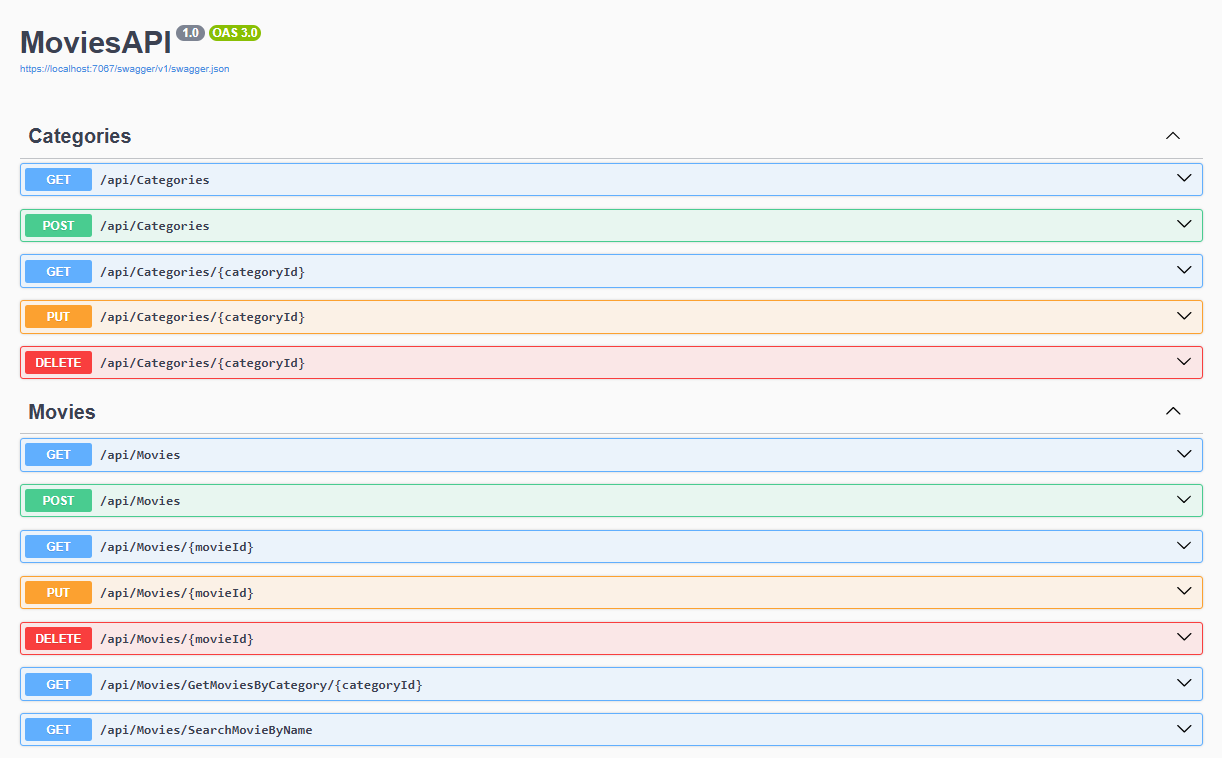 MoviesAPI 1.0 OAS 3.0
https://localhost:7067/swagger/v1/swagger.json
Categories
GET /api/Categories
POST /api/Categories
GET /api/Categories/{categoryId}
PUT /api/Categories/{categoryId}
DELETE /api/Categories/{categoryId}
Movies
GET /api/Movies
POST /api/Movies
GET /api/Movies/{movieId}
PUT /api/Movies/{movieId}
DELETE /api/Movies/{movieId}
GET /api/Movies/GetMoviesByCategory/{categoryId}
GET /api/Movies/SearchMovieByName